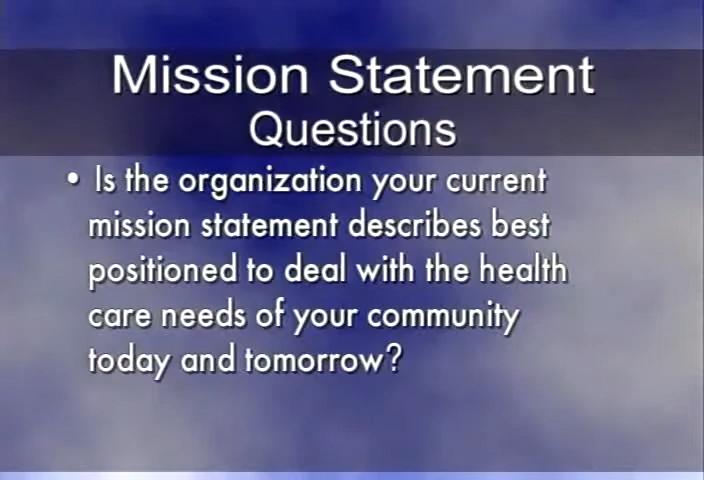 Mission Statement
Questions
• Is the organization your current
mission statement describes best
positioned to deal with the health
care needs of your community
today and tomorrow?